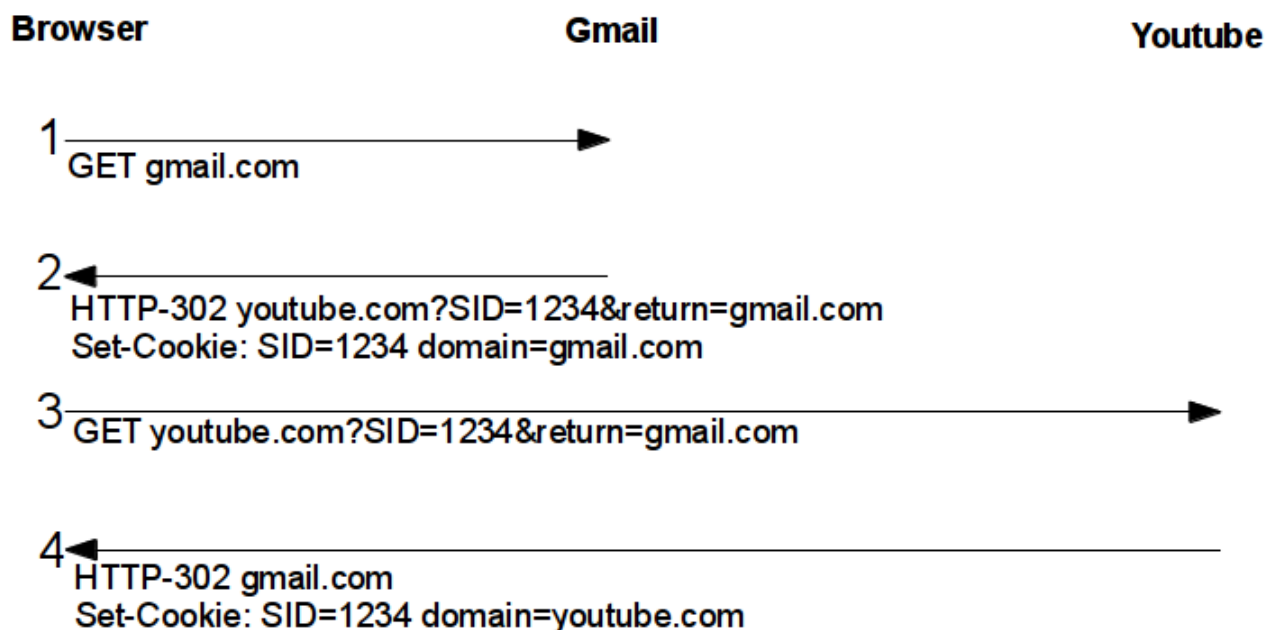 Browser Gmail Youtube
1
GET gmail.com
2
HTTP-302 youtube.com?SID=1234&return=gmail.com
Set-Cookie: SID=1234 domain=gmail.com
3
GET youtube.com?SID=1234&return=gmail.com
4
HTTP-302 gmail.com
Set-Cookie: SID=1234 domain=youtube.com